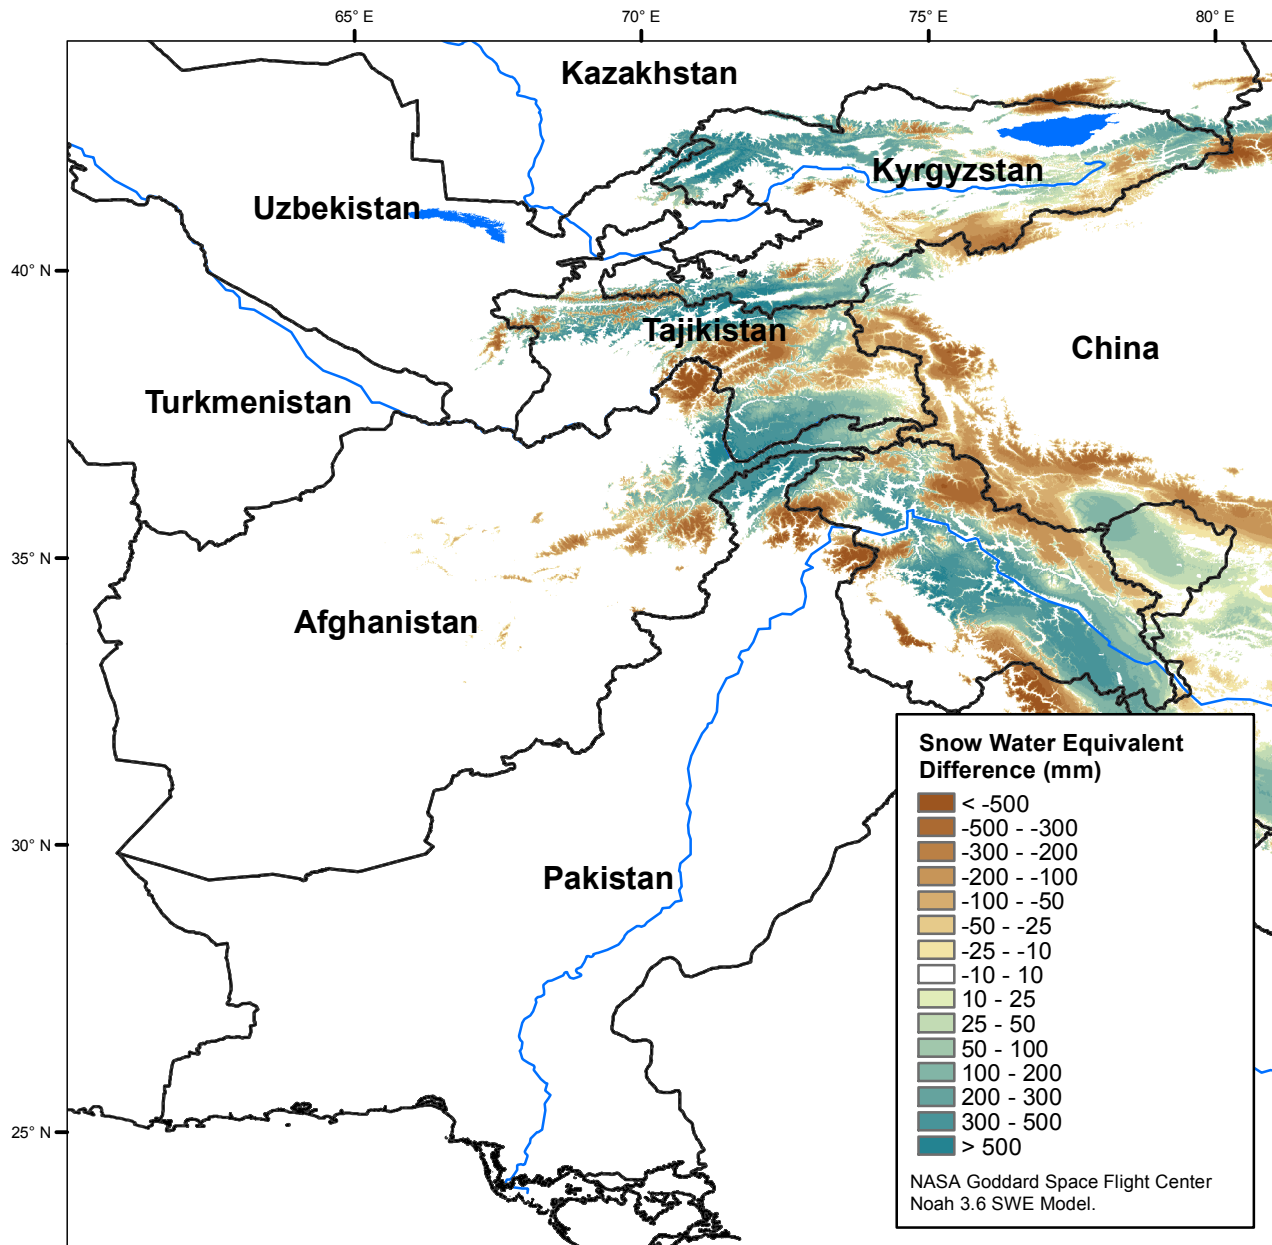 65° E
70° E
75° E
80° E
Kazakhstan
Kyrgyzstan
Uzbekistan
40° N
Tajikistan
China
Turkmenistan
35° N
Afghanistan
Snow Water Equivalent
Difference (mm)
< -500
-500 - -300
-300 - -200
-200 - -100
-100 - -50
-50 - -25
-25 - -10
-10 - 10
10 - 25
25 - 50
50 - 100
100 - 200
200 - 300
300 - 500
> 500
NASA Goddard Space Flight Center
Noah 3.6 SWE Model.
30° N
Pakistan
25° N